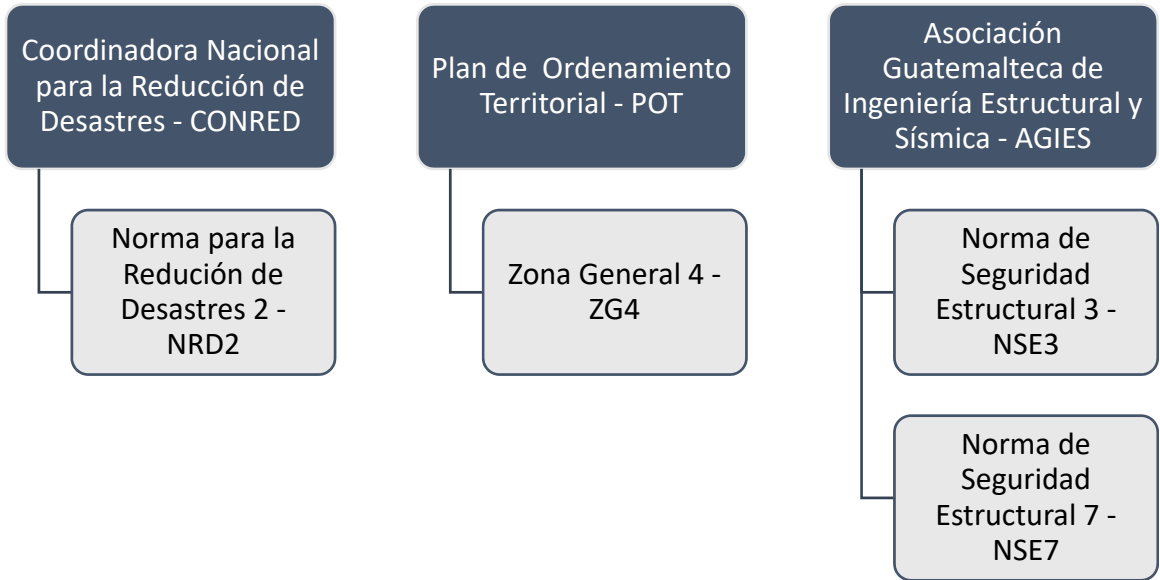 Coordinadora Nacional
para la Reducción de
Desastres - CONRED
Norma para la
Redución de
Desastres 2 -
NRD2
Plan de Ordenamiento
Territorial - POT
Zona General 4 -
ZG4
Asociación
Guatemalteca de
Ingeniería Estructural y
Sísmica - AGIES
Norma de
Seguridad
Estructural 3 -
NSE3
Norma de
Seguridad
Estructural 7 -
NSE7